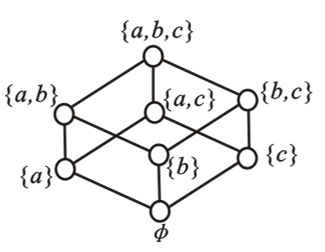 {a,b,c}
{a,b} {a,c} {b,c}
{a} {b} {c}
ϕ